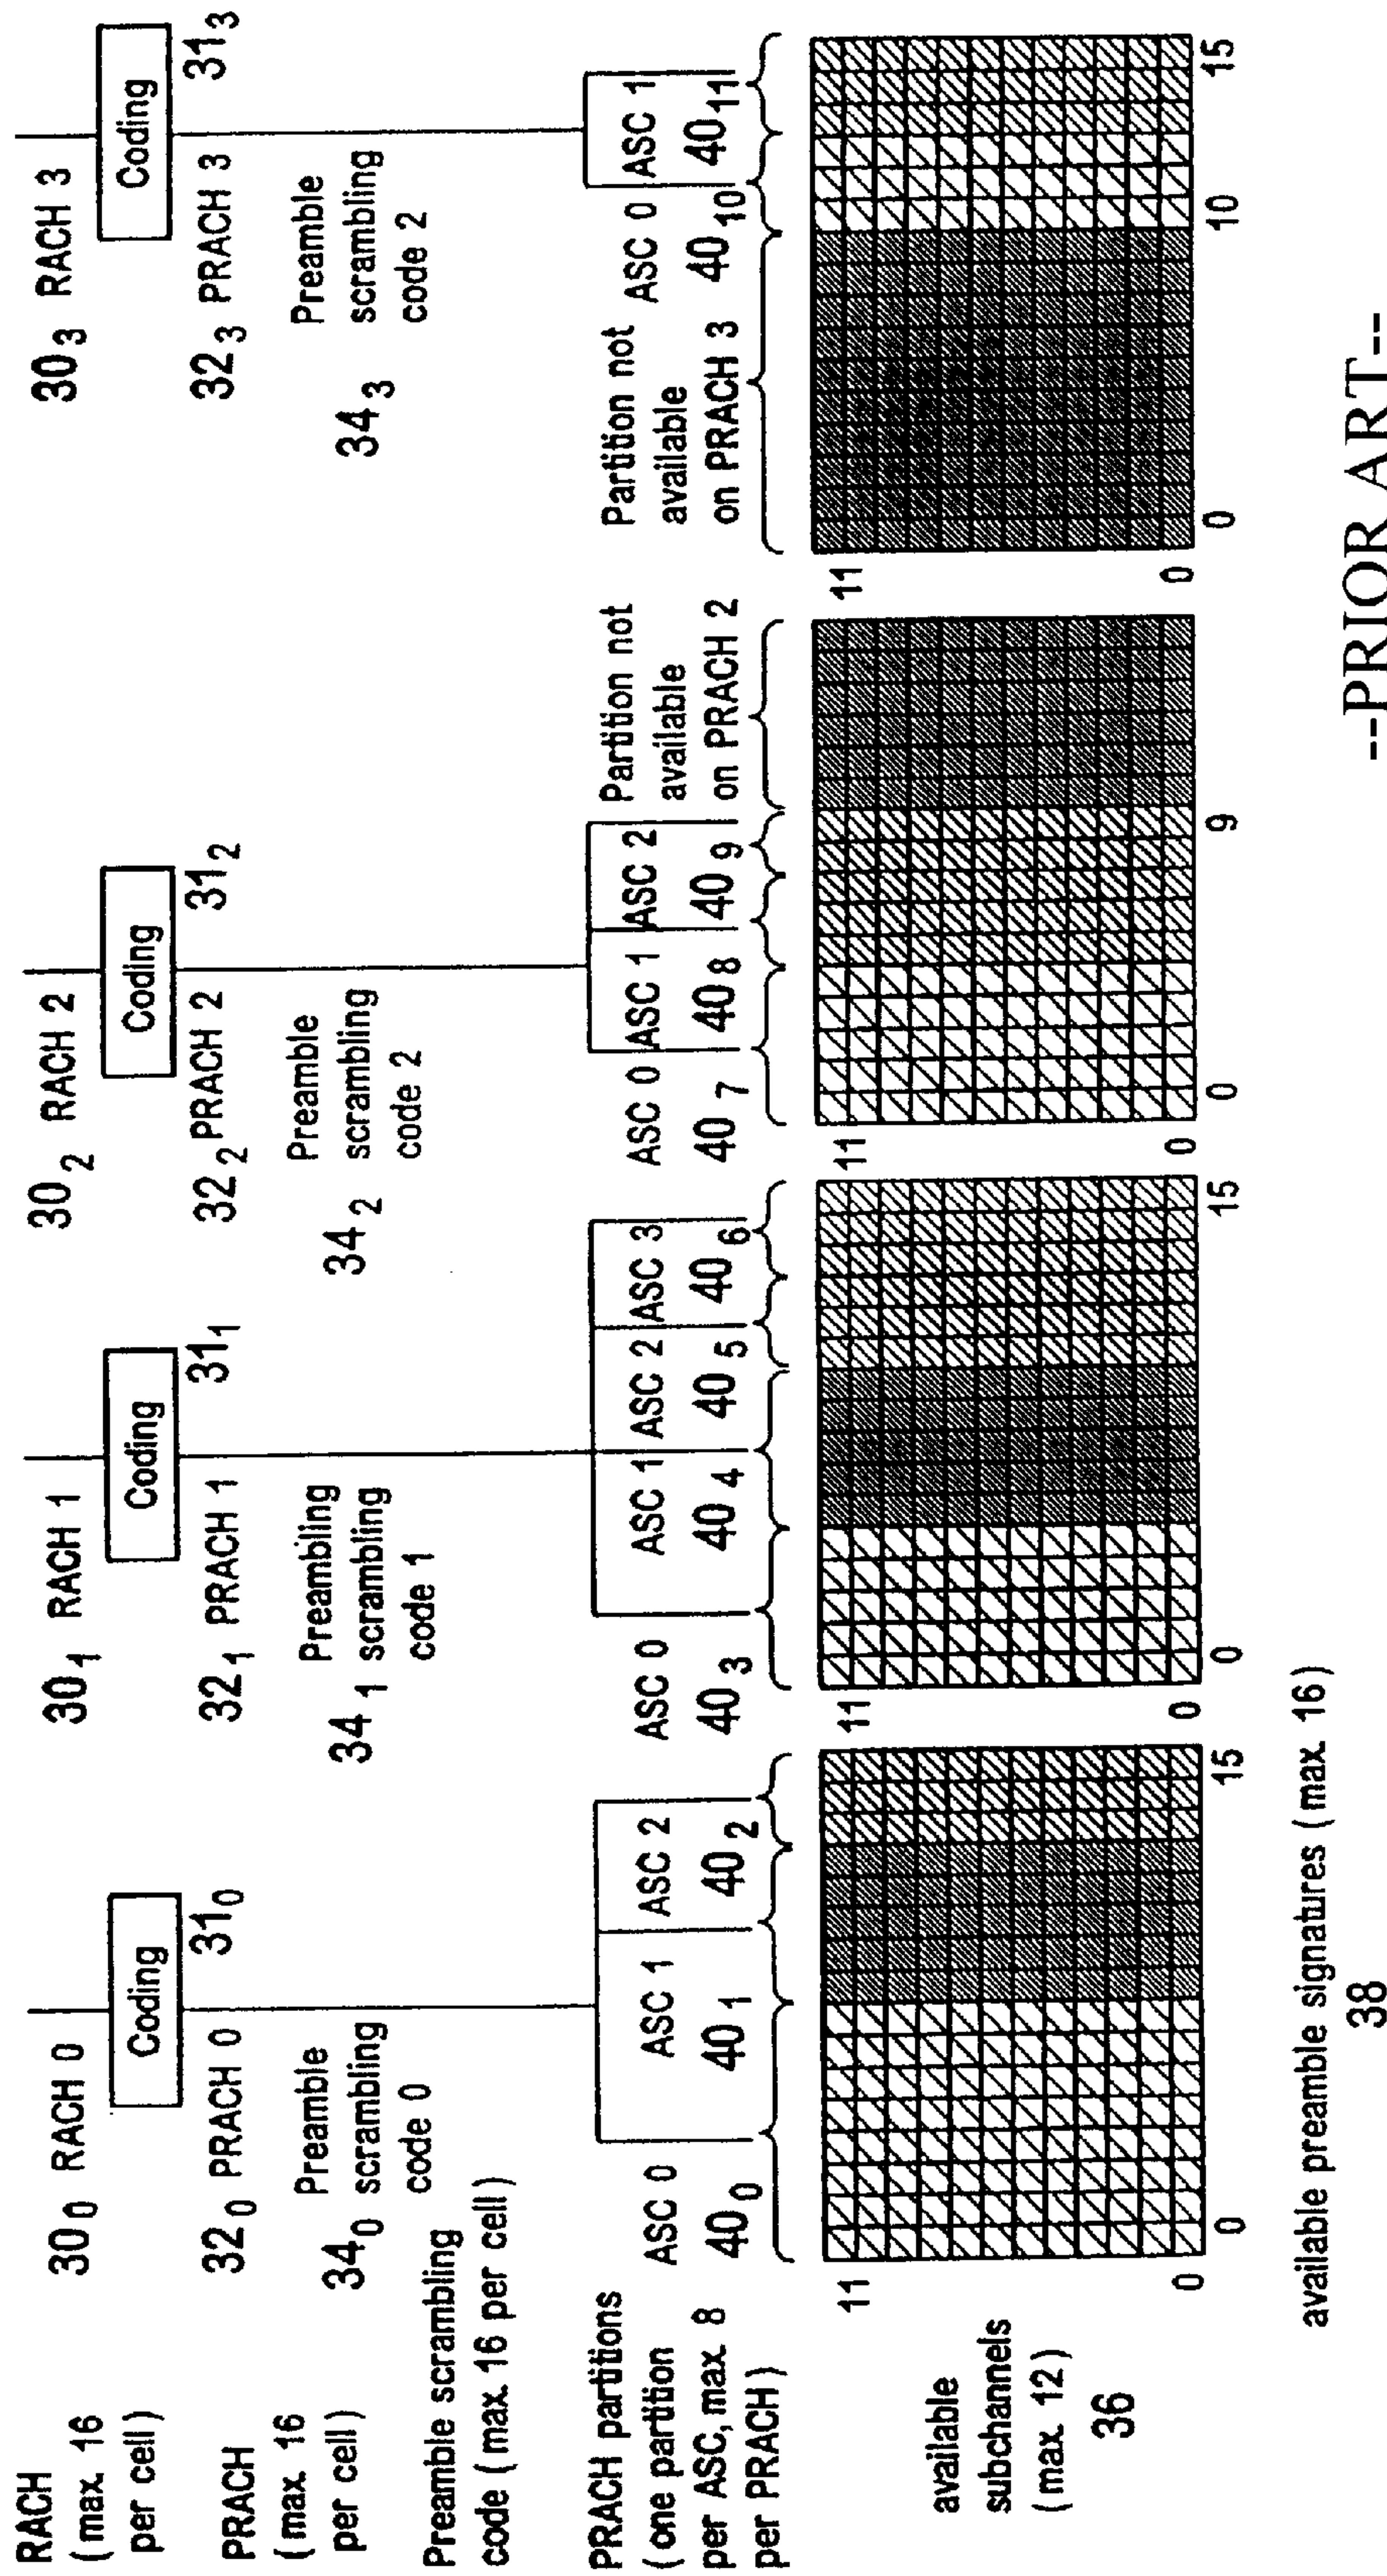 RACH
(max. 16
per cell)
30₀ RACH 0
30₁ RACH 1
30₂ RACH 2
30₃ RACH 3
Coding
31₀
Coding
31₁
Coding
31₂
Coding
31₃
PRACH
(max. 16
per cell)
32₀ PRACH 0
32₁ PRACH 1
32₂ PRACH 2
32₃ PRACH 3
Preamble scrambling
code (max. 16 per cell)
34₀
Preamble
scrambling
code 0
34₁
Preambling
scrambling
code 1
34₂
Preamble
scrambling
code 2
34₃
Preamble
scrambling
code 2
PRACH partitions
(one partition
per ASC, max. 8
per PRACH)
ASC 0
40₀
ASC 1
40₁
ASC 2
40₂
ASC 0
40₃
ASC 1
40₄
ASC 2
40₅
ASC 3
40₆
ASC 0
40₇
ASC 1
40₈
ASC 2
40₉
Partition not
available
on PRACH 2
Partition not
available
on PRACH 3
ASC 0
40₁₀
ASC 1
40₁₁
available
subchannels
(max. 12)
36
11
0
0
15
11
0
0
15
11
0
0
9
11
0
0
10
15
available preamble signatures (max. 16)
38
--PRIOR ART--